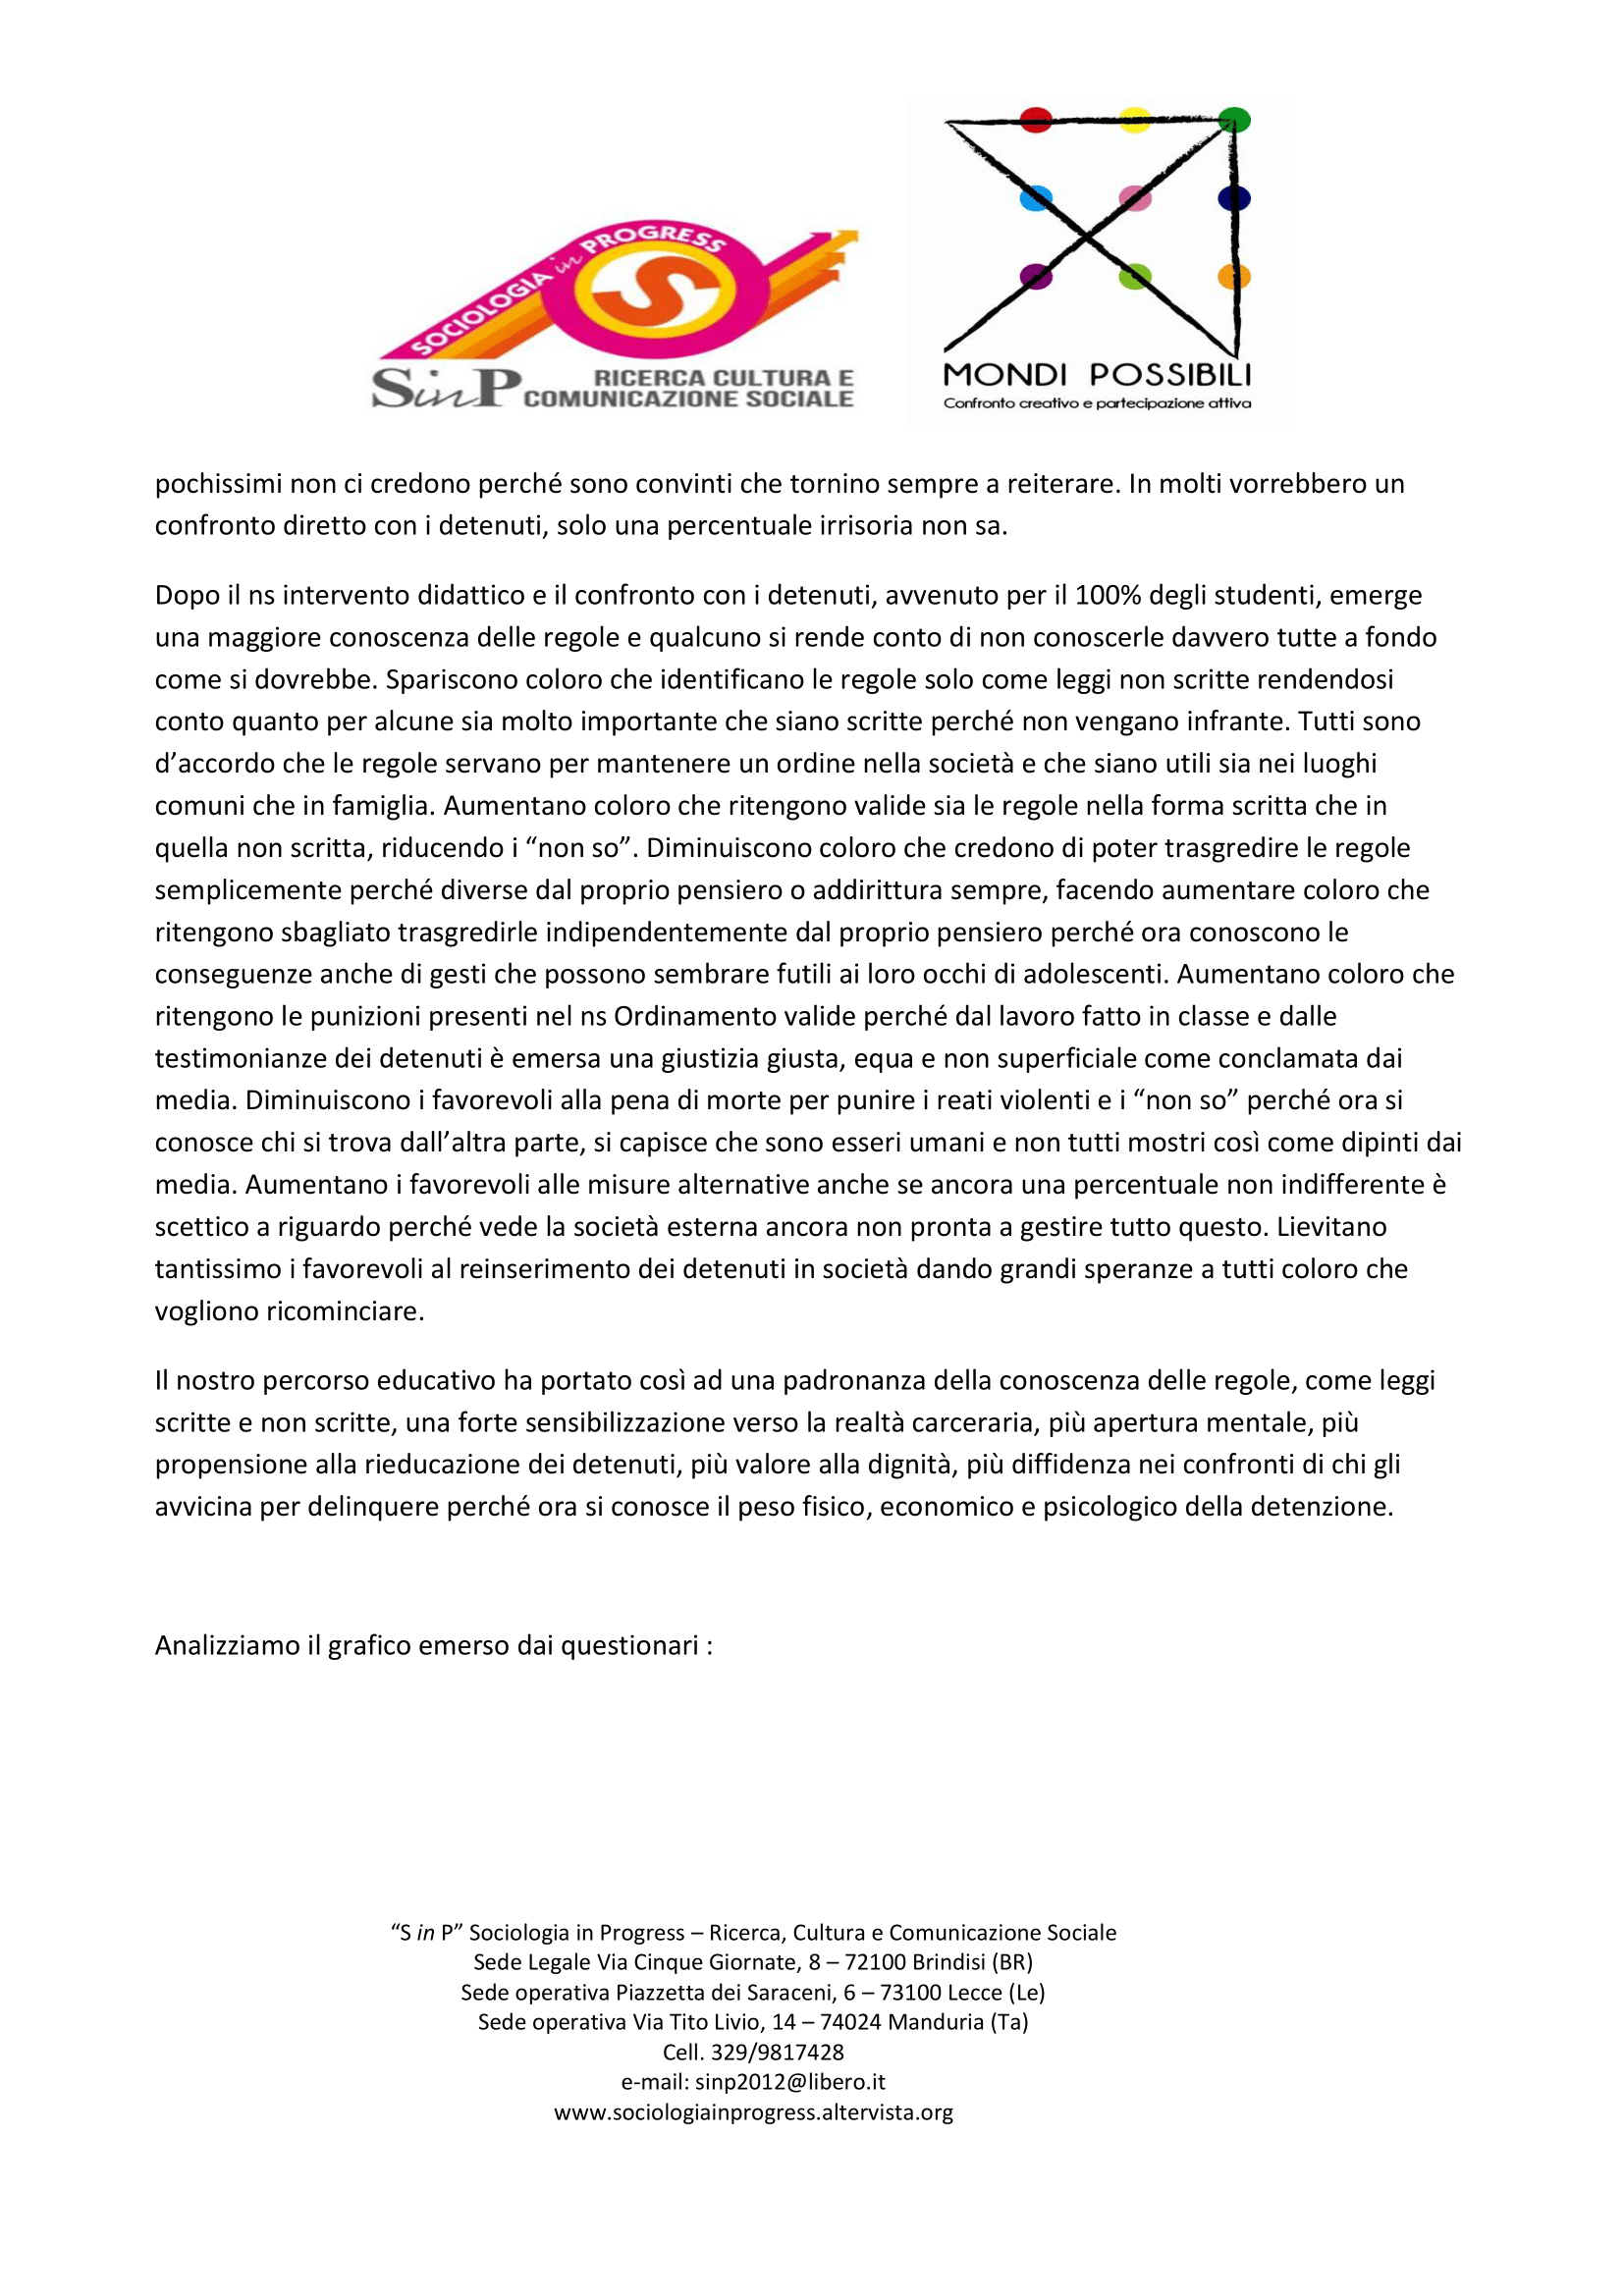 SOCIOLOGIA in PROGRESS
S
SinP RICERCA CULTURA E
COMUNICAZIONE SOCIALE
MONDI POSSIBILI
Confronto creativo e partecipazione attiva
pochissimi non ci credono perché sono convinti che tornino sempre a reiterare. In molti vorrebbero un
confronto diretto con i detenuti, solo una percentuale irrisoria non sa.
Dopo il ns intervento didattico e il confronto con i detenuti, avvenuto per il 100% degli studenti, emerge
una maggiore conoscenza delle regole e qualcuno si rende conto di non conoscerle davvero tutte a fondo
come si dovrebbe. Spariscono coloro che identificano le regole solo come leggi non scritte rendendosi
conto quanto per alcune sia molto importante che siano scritte perché non vengano infrante. Tutti sono
d’accordo che le regole servano per mantenere un ordine nella società e che siano utili sia nei luoghi
comuni che in famiglia. Aumentano coloro che ritengono valide sia le regole nella forma scritta che in
quella non scritta, riducendo i “non so”. Diminuiscono coloro che credono di poter trasgredire le regole
semplicemente perché diverse dal proprio pensiero o addirittura sempre, facendo aumentare coloro che
ritengono sbagliato trasgredirle indipendentemente dal proprio pensiero perché ora conoscono le
conseguenze anche di gesti che possono sembrare futili ai loro occhi di adolescenti. Aumentano coloro che
ritengono le punizioni presenti nel ns Ordinamento valide perché dal lavoro fatto in classe e dalle
testimonianze dei detenuti è emersa una giustizia giusta, equa e non superficiale come conclamata dai
media. Diminuiscono i favorevoli alla pena di morte per punire i reati violenti e i “non so” perché ora si
conosce chi si trova dall’altra parte, si capisce che sono esseri umani e non tutti mostri così come dipinti dai
media. Aumentano i favorevoli alle misure alternative anche se ancora una percentuale non indifferente è
scettico a riguardo perché vede la società esterna ancora non pronta a gestire tutto questo. Lievitano
tantissimo i favorevoli al reinserimento dei detenuti in società dando grandi speranze a tutti coloro che
vogliono ricominciare.
Il nostro percorso educativo ha portato così ad una padronanza della conoscenza delle regole, come leggi
scritte e non scritte, una forte sensibilizzazione verso la realtà carceraria, più apertura mentale, più
propensione alla rieducazione dei detenuti, più valore alla dignità, più diffidenza nei confronti di chi gli
avvicina per delinquere perché ora si conosce il peso fisico, economico e psicologico della detenzione.
Analizziamo il grafico emerso dai questionari :
“S in P” Sociologia in Progress – Ricerca, Cultura e Comunicazione Sociale
Sede Legale Via Cinque Giornate, 8 – 72100 Brindisi (BR)
Sede operativa Piazzetta dei Saraceni, 6 – 73100 Lecce (Le)
Sede operativa Via Tito Livio, 14 – 74024 Manduria (Ta)
Cell. 329/9817428
e-mail: sinp2012@libero.it
www.sociologiainprogress.altervista.org